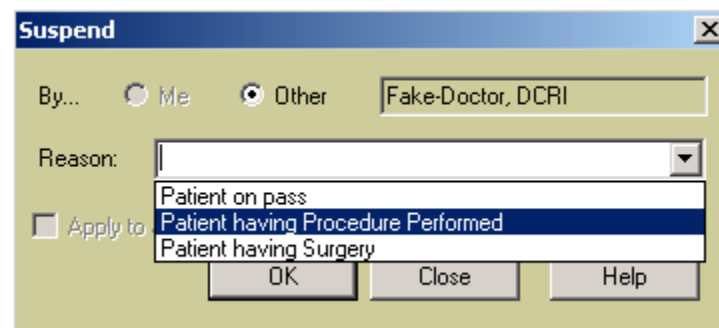 Suspend
By... Me Other Fake-Doctor, DCRI
Reason:
Patient on pass
Apply to Patient having Procedure Performed
Patient having Surgery
OK Close Help